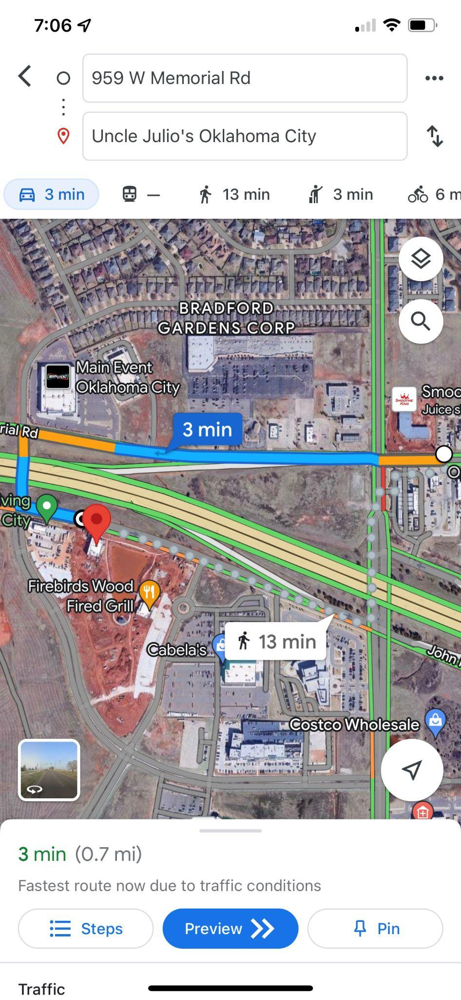 7:06
959 W Memorial Rd
Uncle Julio's Oklahoma City
3 min
—
13 min
3 min
6 m
BRADFORD
GARDENS CORP
MAIN EVENT
Main Event
Oklahoma City
Smoo
Juice s
SMOOTHIE
KING
rial Rd
3 min
ving
City
Firebirds Wood
Fired Grill
13 min
Cabela's
John
Costco Wholesale
3 min (0.7 mi)
Fastest route now due to traffic conditions
Steps
Preview
Pin
Traffic